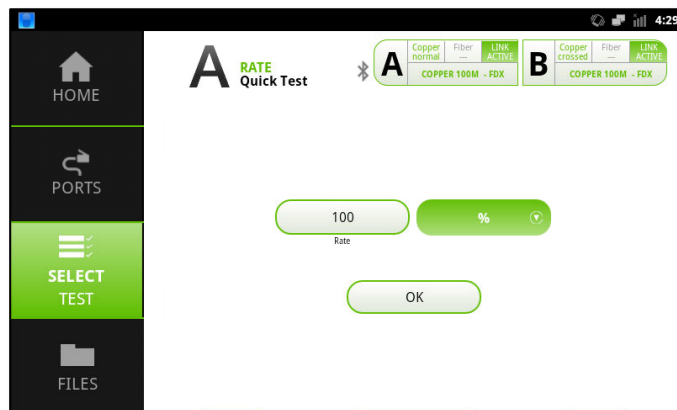 4:29
HOME
PORTS
SELECT
TEST
FILES
A RATE
Quick Test
A Copper normal Fiber --- LINK ACTIVE
COPPER 100M - FDX
B Copper crossed Fiber --- LINK ACTIVE
COPPER 100M - FDX
100 %
Rate
OK